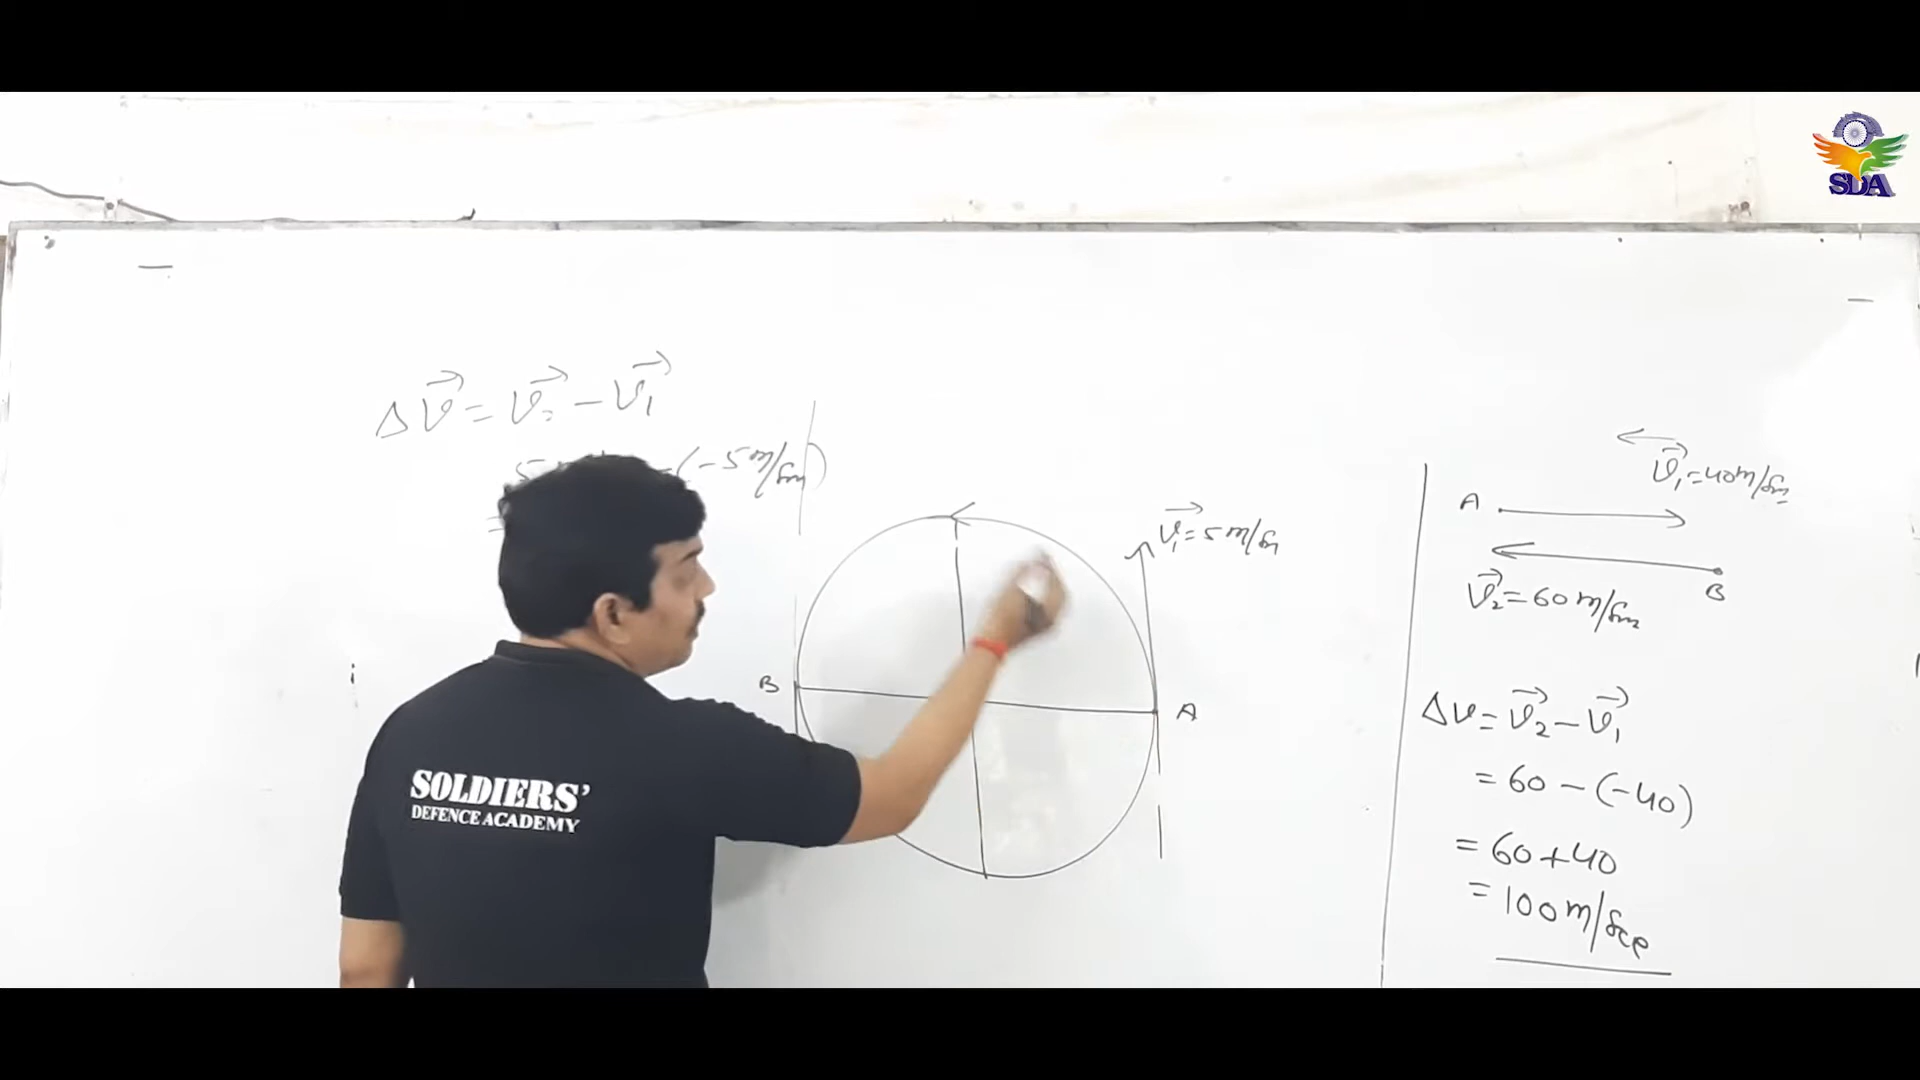 SDA
Δv⃗ = v⃗₂ − v⃗₁
(−5 m/sec)
v⃗₁ = 5 m/sec
B
A
SOLDIERS'
DEFENCE ACADEMY
v⃗₁ = 40 m/sec
A
B
v⃗₂ = 60 m/sec
Δv = v⃗₂ − v⃗₁
= 60 − (−40)
= 60 + 40
= 100 m/sec